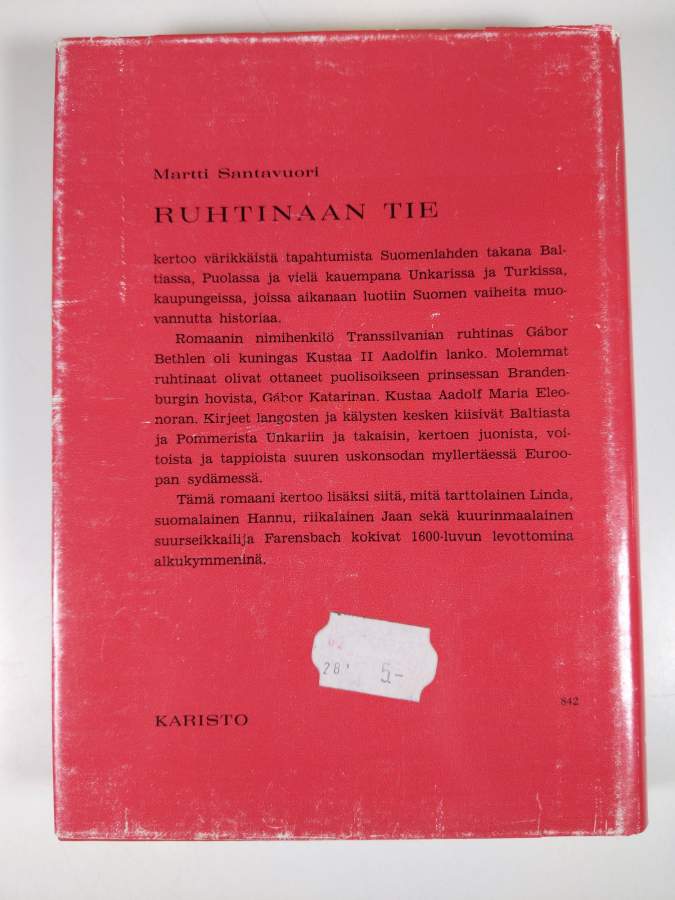 Martti Santavuori
RUHTINAAN TIE
kertoo värikkäistä tapahtumista Suomenlahden takana Bal-
tiassa, Puolassa ja vielä kauempana Unkarissa ja Turkissa,
kaupungeissa, joissa aikanaan luotiin Suomen vaiheita muo-
vannutta historiaa.
Romaanin nimihenkilö Transsilvanian ruhtinas Gábor
Bethlen oli kuningas Kustaa II Aadolfin lanko. Molemmat
ruhtinaat olivat ottaneet puolisoikseen prinsessan Branden-
burgin hovista, Gábor Katarinan. Kustaa Aadolf Maria Eleo-
noran. Kirjeet langosten ja kälysten kesken kiisivät Baltiasta
ja Pommerista Unkariin ja takaisin, kertoen juonista, voi-
toista ja tappioista suuren uskonsodan myllertäessä Euroo-
pan sydämessä.
Tämä romaani kertoo lisäksi siitä, mitä tarttolainen Linda,
suomalainen Hannu, riikalainen Jaan sekä kuurinmaalainen
suurseikkailija Farensbach kokivat 1600-luvun levottomina
alkukymmeninä.
28' 5-
842
KARISTO